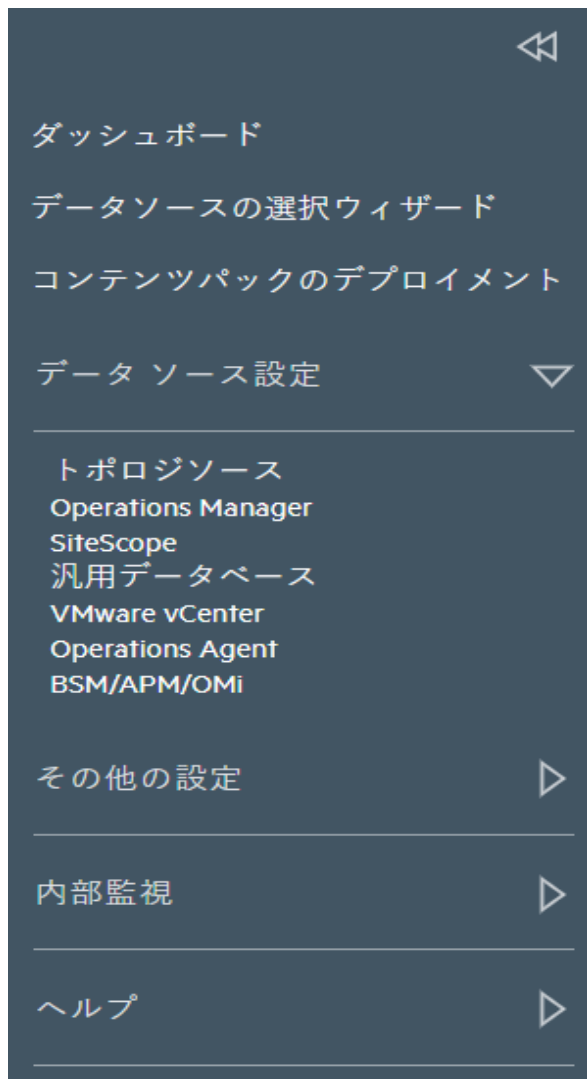 ダッシュボード
データソースの選択ウィザード
コンテンツパックのデプロイメント
データ ソース設定
トポロジソース
Operations Manager
SiteScope
汎用データベース
VMware vCenter
Operations Agent
BSM/APM/OMi
その他の設定
内部監視
ヘルプ